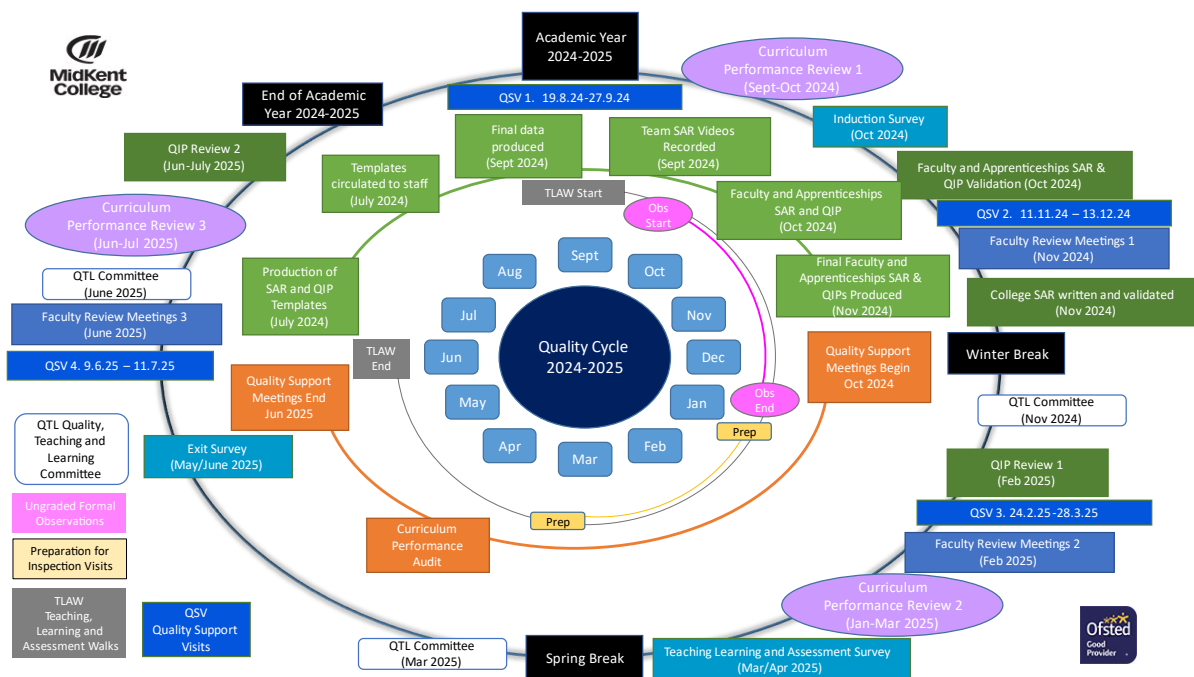 MidKent
College
Academic Year
2024-2025
Curriculum
Performance Review 1
(Sept-Oct 2024)
End of Academic
Year 2024-2025
QSV 1.  19.8.24-27.9.24
Induction Survey
(Oct 2024)
QIP Review 2
(Jun-July 2025)
Final data
produced
(Sept 2024)
Team SAR Videos
Recorded
(Sept 2024)
Templates
circulated to staff
(July 2024)
Faculty and Apprenticeships SAR &
QIP Validation (Oct 2024)
TLAW Start
Obs
Start
Faculty and Apprenticeships
SAR and QIP
(Oct 2024)
QSV 2.  11.11.24 – 13.12.24
Curriculum
Performance Review 3
(Jun-Jul 2025)
Faculty Review Meetings 1
(Nov 2024)
QTL Committee
(June 2025)
Production of
SAR and QIP
Templates
(July 2024)
Final Faculty and
Apprenticeships SAR &
QIPs Produced
(Nov 2024)
College SAR written and validated
(Nov 2024)
Faculty Review Meetings 3
(June 2025)
QSV 4. 9.6.25 – 11.7.25
Sept
Oct
Nov
Dec
Jan
Feb
Mar
Apr
May
Jun
Jul
Aug
Quality Cycle
2024-2025
TLAW
End
Quality Support
Meetings Begin
Oct 2024
Winter Break
Quality Support
Meetings End
Jun 2025
Obs
End
Prep
QTL Committee
(Nov 2024)
QTL Quality,
Teaching and
Learning
Committee
Exit Survey
(May/June 2025)
QIP Review 1
(Feb 2025)
Ungraded Formal
Observations
Prep
QSV 3. 24.2.25-28.3.25
Curriculum
Performance
Audit
Faculty Review Meetings 2
(Feb 2025)
Preparation for
Inspection Visits
Curriculum
Performance Review 2
(Jan-Mar 2025)
TLAW
Teaching,
Learning and
Assessment Walks
QSV
Quality Support
Visits
QTL Committee
(Mar 2025)
Spring Break
Teaching Learning and Assessment Survey
(Mar/Apr 2025)
Ofsted
Good
Provider